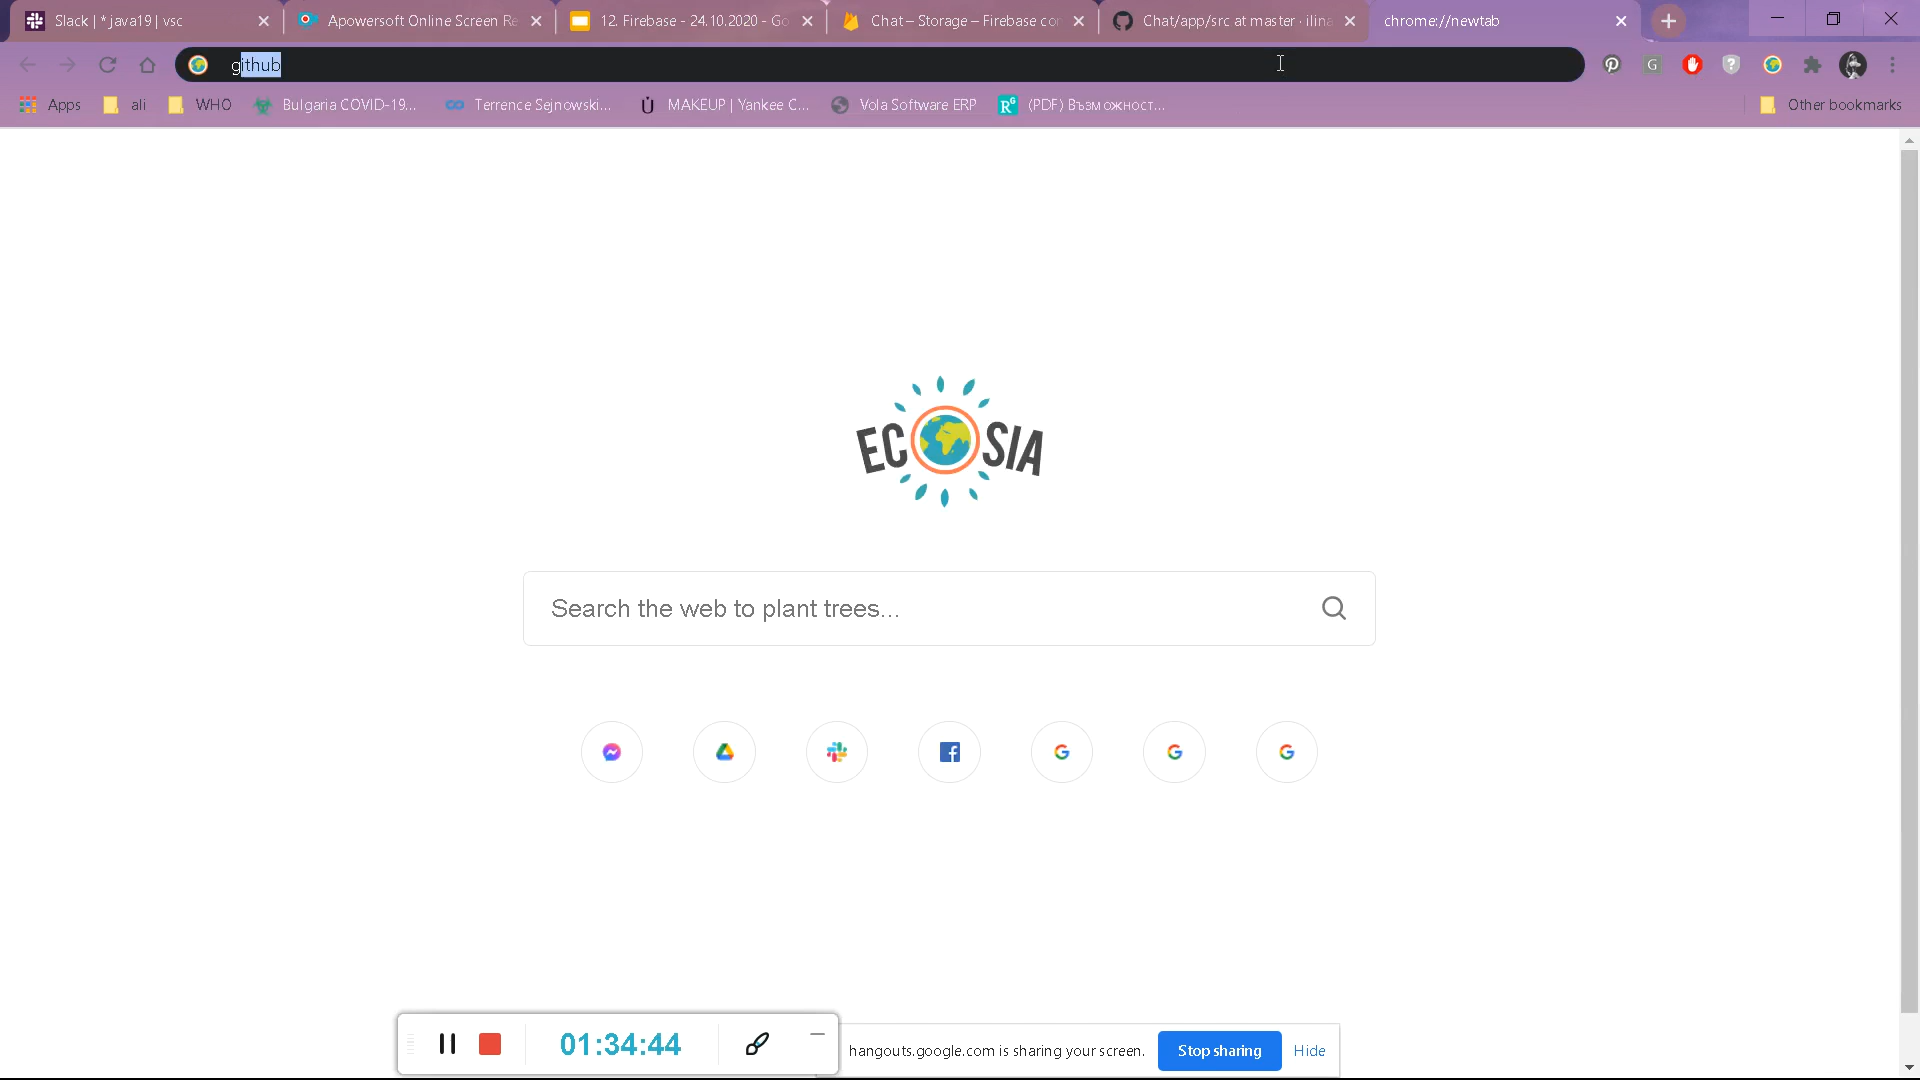 Slack | * java19 | vsc
Apowersoft Online Screen Re
12. Firebase - 24.10.2020 - Go
Chat – Storage – Firebase con
Chat/app/src at master · ilina
chrome://newtab
github
Apps
ali
WHO
Bulgaria COVID-19...
Terrence Sejnowski...
MAKEUP | Yankee C...
Vola Software ERP
(PDF) Възможност...
Other bookmarks
ECOSIA
Search the web to plant trees...
01:34:44
hangouts.google.com is sharing your screen.
Stop sharing
Hide